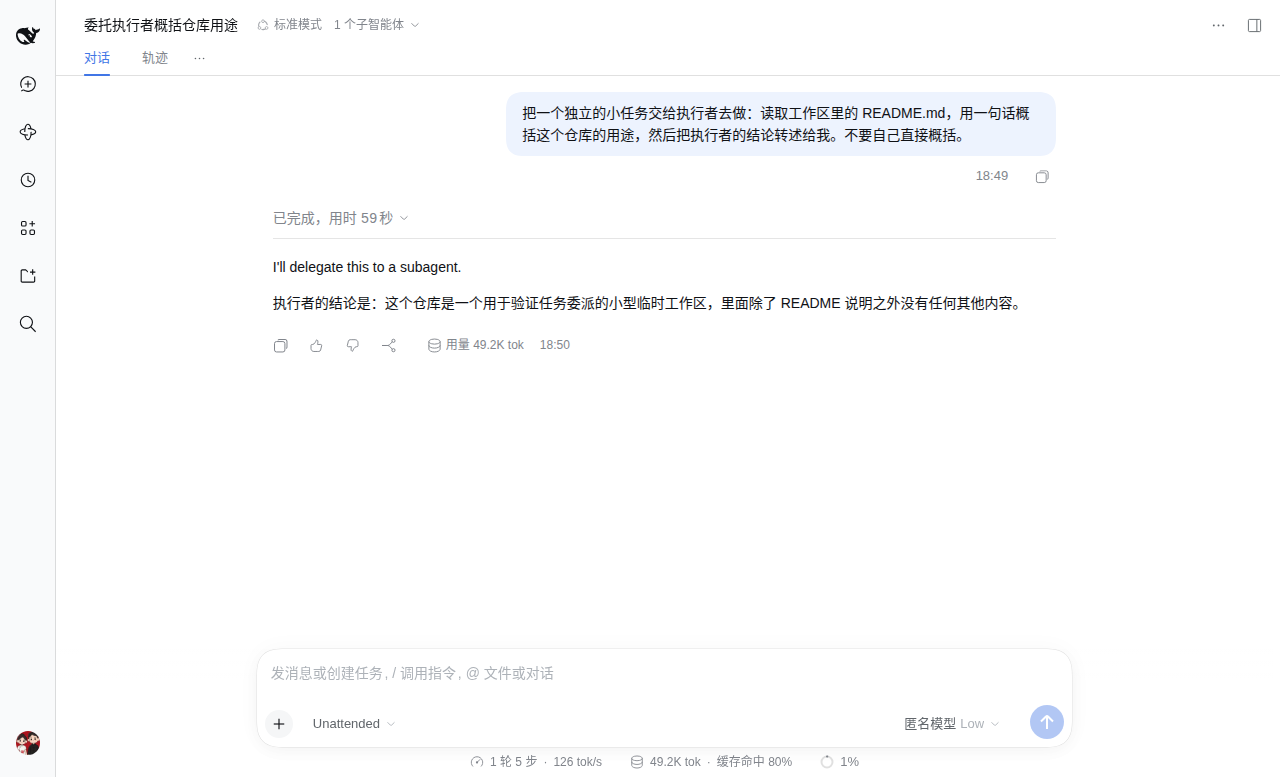 委托执行者概括仓库用途 标准模式 1 个子智能体
对话 轨迹 ...
把一个独立的小任务交给执行者去做：读取工作区里的 README.md，用一句话概
括这个仓库的用途，然后把执行者的结论转述给我。不要自己直接概括。
18:49
已完成，用时 59 秒
I'll delegate this to a subagent.
执行者的结论是：这个仓库是一个用于验证任务委派的小型临时工作区，里面除了 README 说明之外没有任何其他内容。
用量 49.2K tok 18:50
发消息或创建任务, / 调用指令, @ 文件或对话
Unattended 匿名模型 Low
1 轮 5 步 · 126 tok/s 49.2K tok · 缓存命中 80% 1%